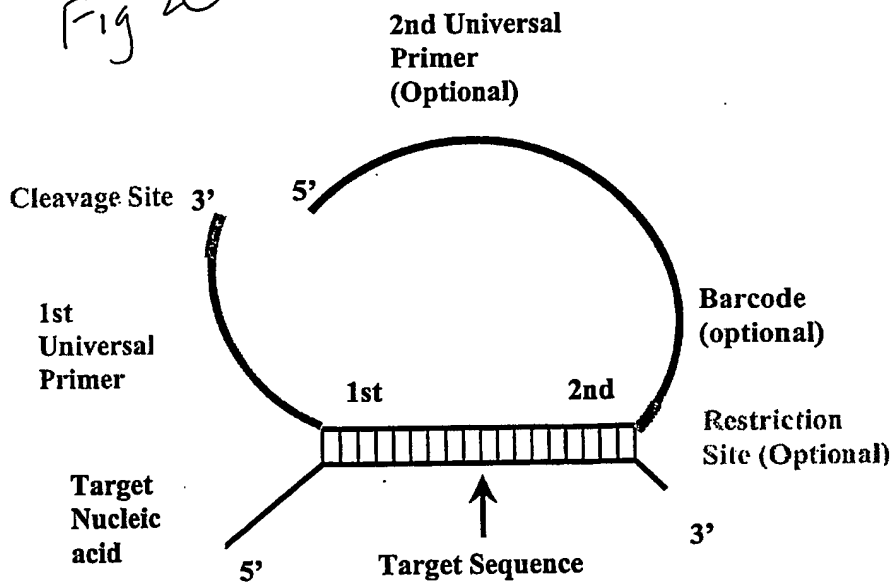 Fig
2nd Universal
Primer
(Optional)
Cleavage Site 3'
5'
1st
Universal
Primer
1st
2nd
Barcode
(optional)
Restriction
Site (Optional)
Target
Nucleic
acid
5'
Target Sequence
3'